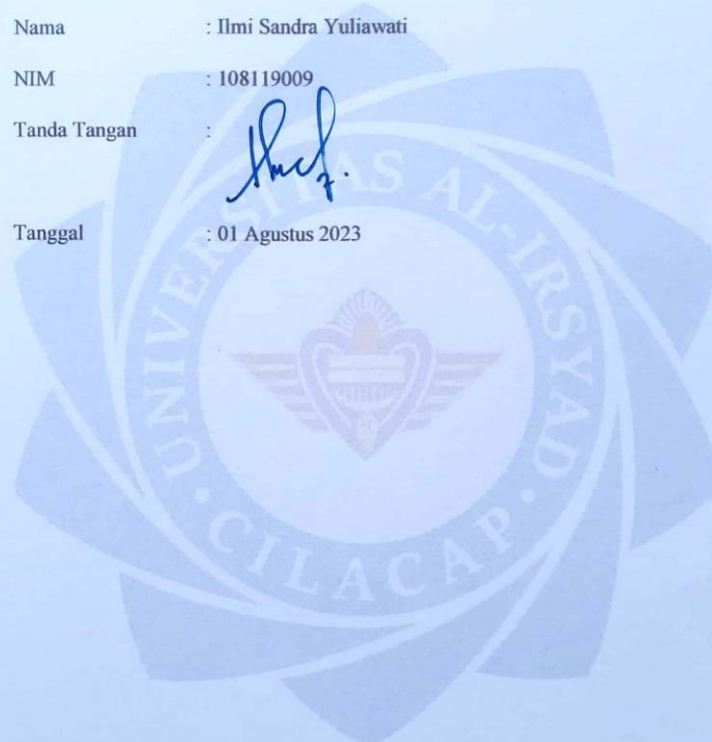 Nama : Ilmi Sandra Yuliawati
NIM : 108119009
Tanda Tangan :
Tanggal : 01 Agustus 2023
UNIVERSITAS AL-IRSYAD
CILACAP